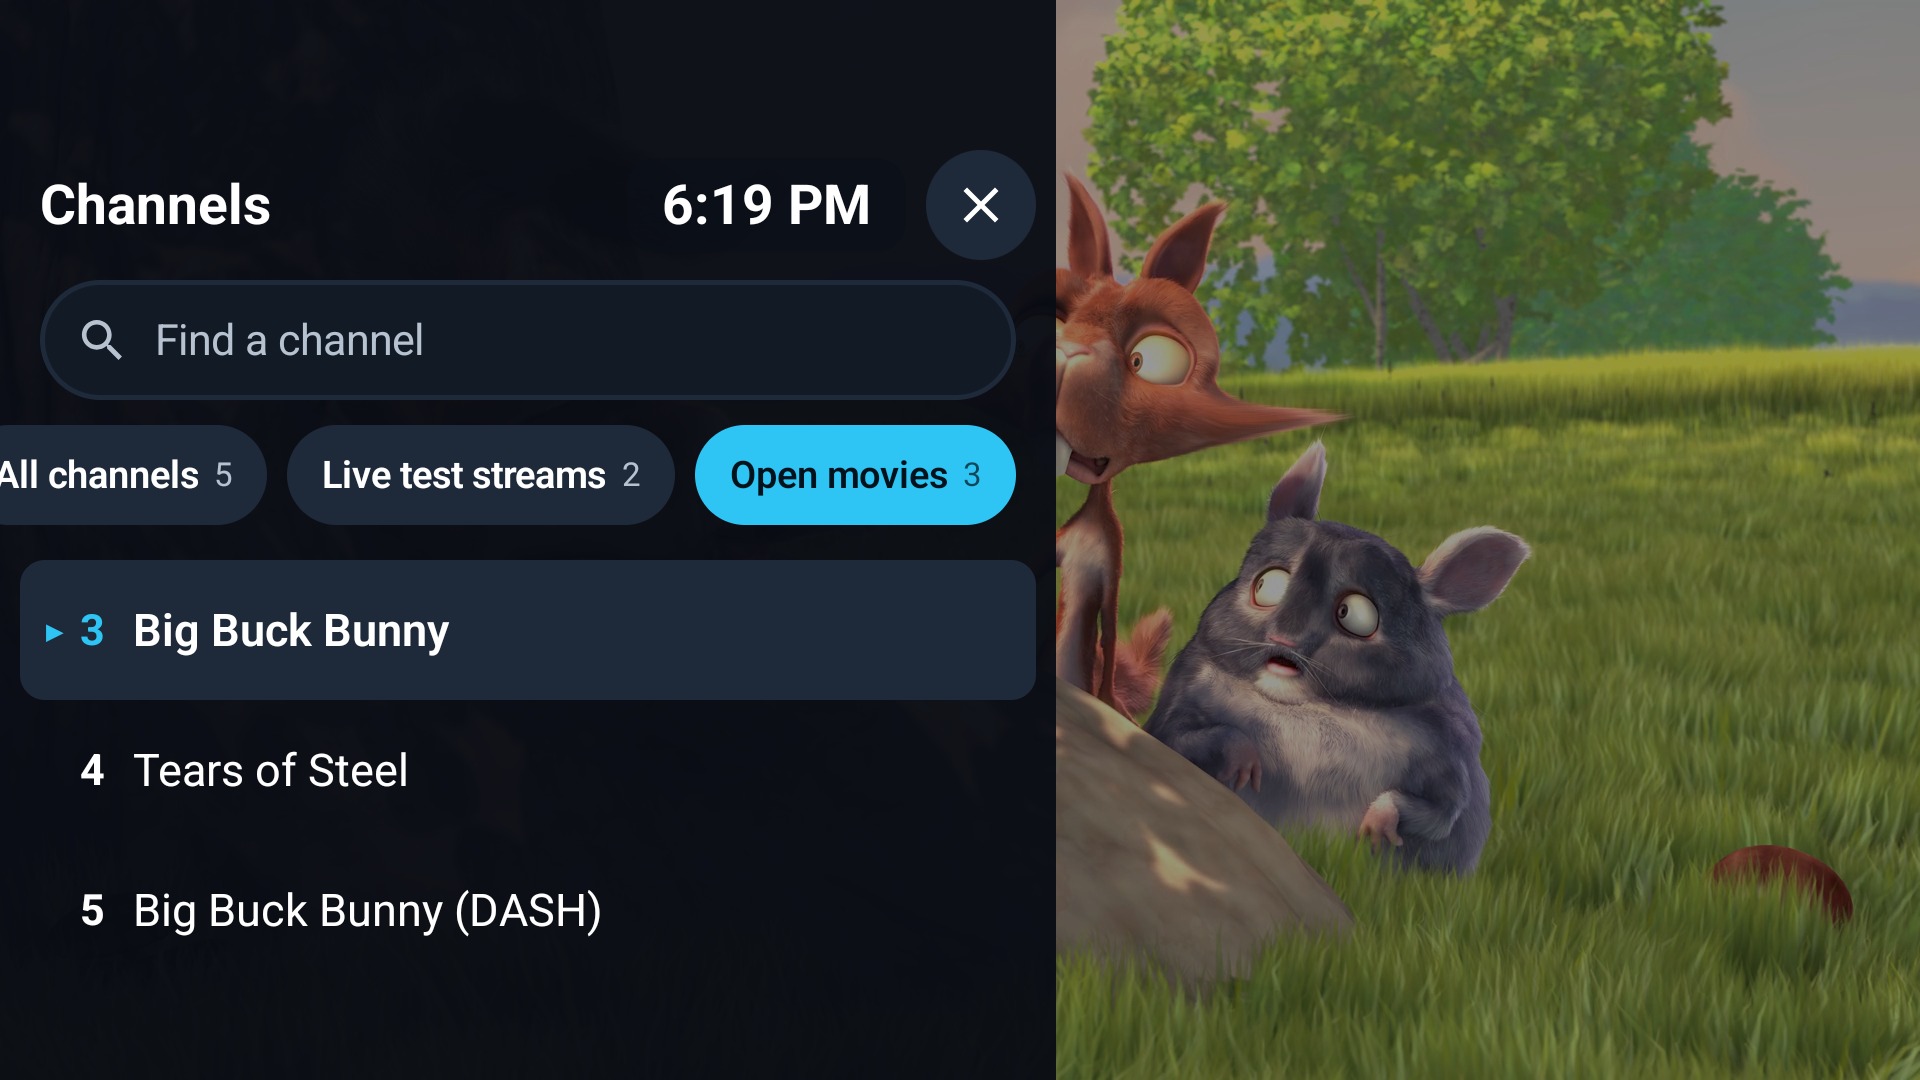 Channels
6:19 PM
Find a channel
All channels 5
Live test streams 2
Open movies 3
3 Big Buck Bunny
4 Tears of Steel
5 Big Buck Bunny (DASH)